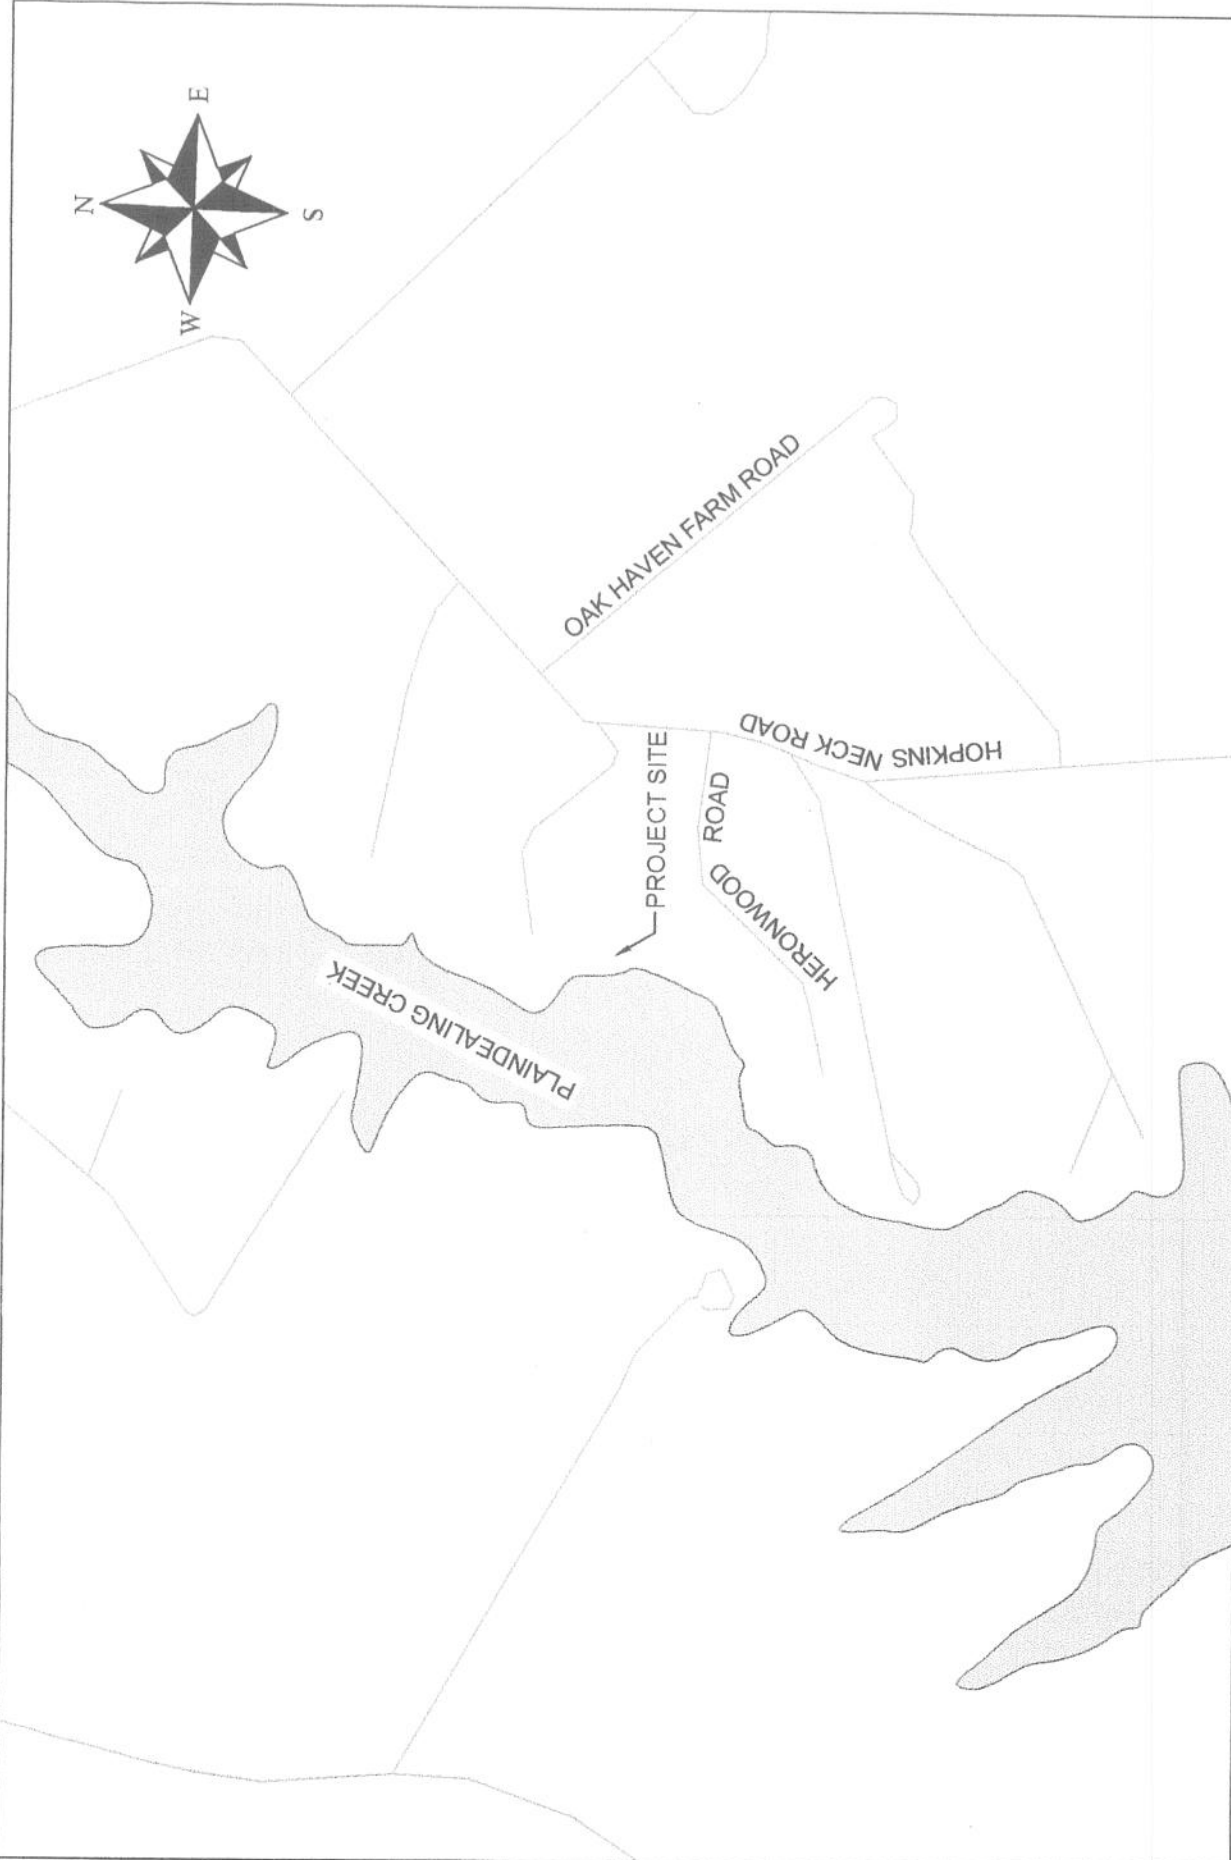 N
E
W
S
OAK HAVEN FARM ROAD
PROJECT SITE
HOPKINS NECK ROAD
HERONWOOD ROAD
PLAINDEALING CREEK